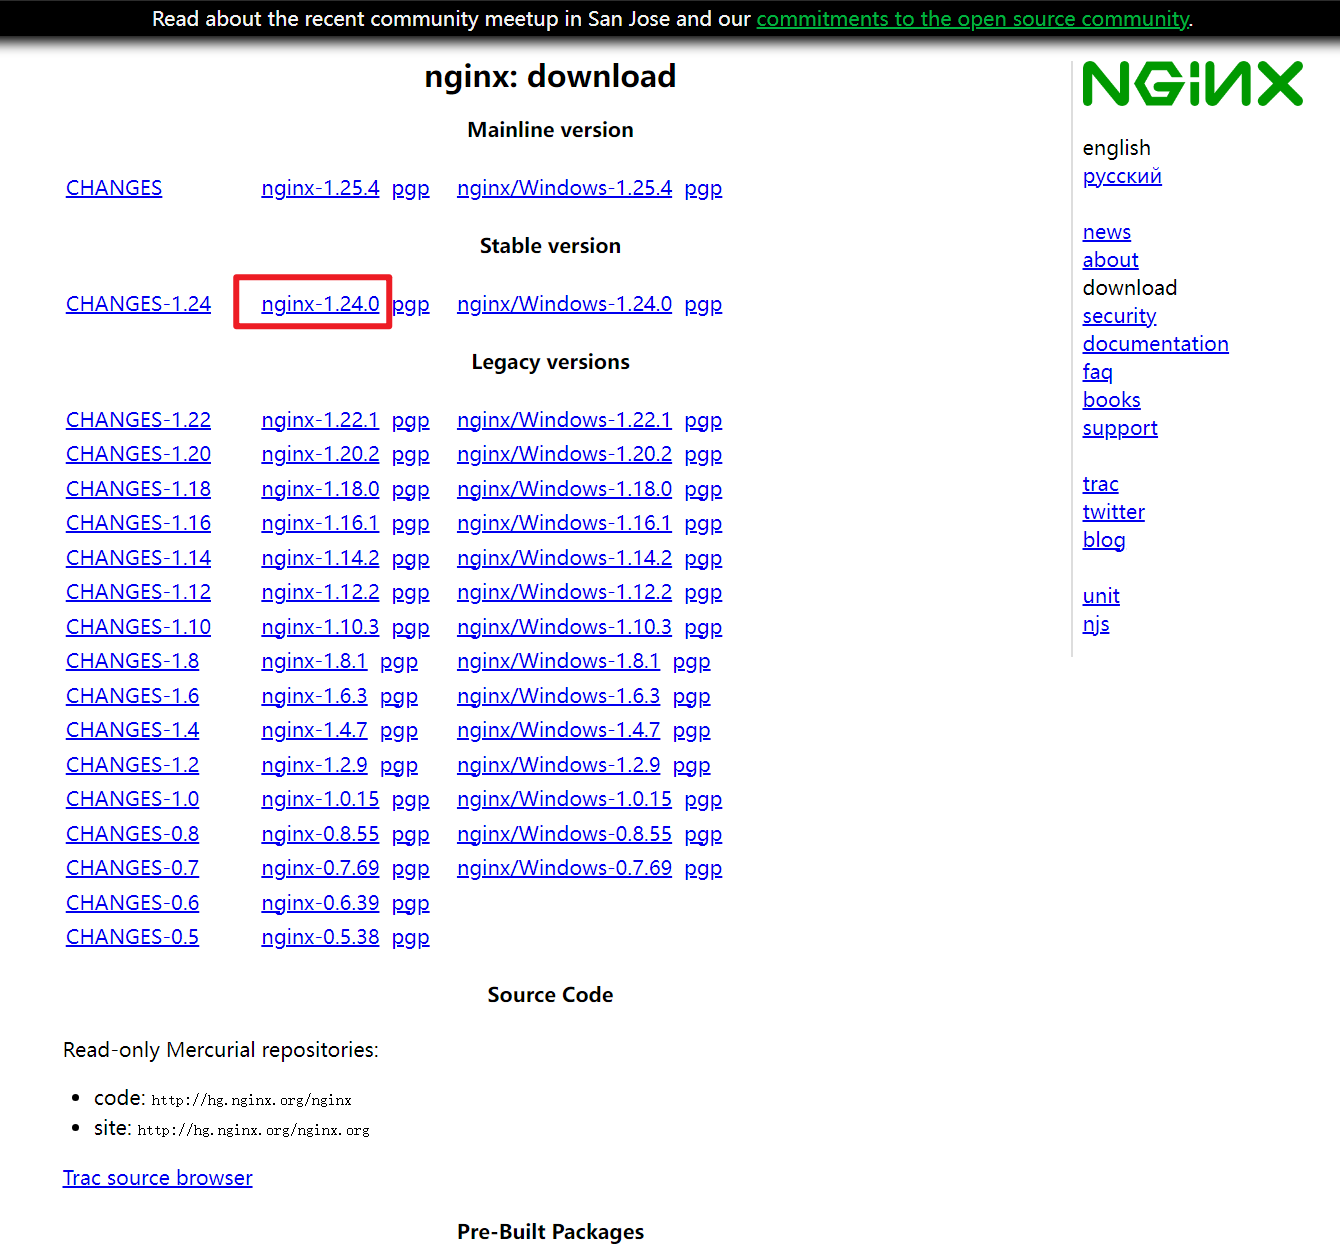 Read about the recent community meetup in San Jose and our commitments to the open source community.
nginx: download
NGINX
Mainline version
CHANGES nginx-1.25.4 pgp nginx/Windows-1.25.4 pgp
Stable version
CHANGES-1.24 nginx-1.24.0 pgp nginx/Windows-1.24.0 pgp
Legacy versions
CHANGES-1.22 nginx-1.22.1 pgp nginx/Windows-1.22.1 pgp
CHANGES-1.20 nginx-1.20.2 pgp nginx/Windows-1.20.2 pgp
CHANGES-1.18 nginx-1.18.0 pgp nginx/Windows-1.18.0 pgp
CHANGES-1.16 nginx-1.16.1 pgp nginx/Windows-1.16.1 pgp
CHANGES-1.14 nginx-1.14.2 pgp nginx/Windows-1.14.2 pgp
CHANGES-1.12 nginx-1.12.2 pgp nginx/Windows-1.12.2 pgp
CHANGES-1.10 nginx-1.10.3 pgp nginx/Windows-1.10.3 pgp
CHANGES-1.8 nginx-1.8.1 pgp nginx/Windows-1.8.1 pgp
CHANGES-1.6 nginx-1.6.3 pgp nginx/Windows-1.6.3 pgp
CHANGES-1.4 nginx-1.4.7 pgp nginx/Windows-1.4.7 pgp
CHANGES-1.2 nginx-1.2.9 pgp nginx/Windows-1.2.9 pgp
CHANGES-1.0 nginx-1.0.15 pgp nginx/Windows-1.0.15 pgp
CHANGES-0.8 nginx-0.8.55 pgp nginx/Windows-0.8.55 pgp
CHANGES-0.7 nginx-0.7.69 pgp nginx/Windows-0.7.69 pgp
CHANGES-0.6 nginx-0.6.39 pgp
CHANGES-0.5 nginx-0.5.38 pgp
Source Code
Read-only Mercurial repositories:
• code: http://hg.nginx.org/nginx
• site: http://hg.nginx.org/nginx.org
Trac source browser
Pre-Built Packages
english
русский
news
about
download
security
documentation
faq
books
support
trac
twitter
blog
unit
njs